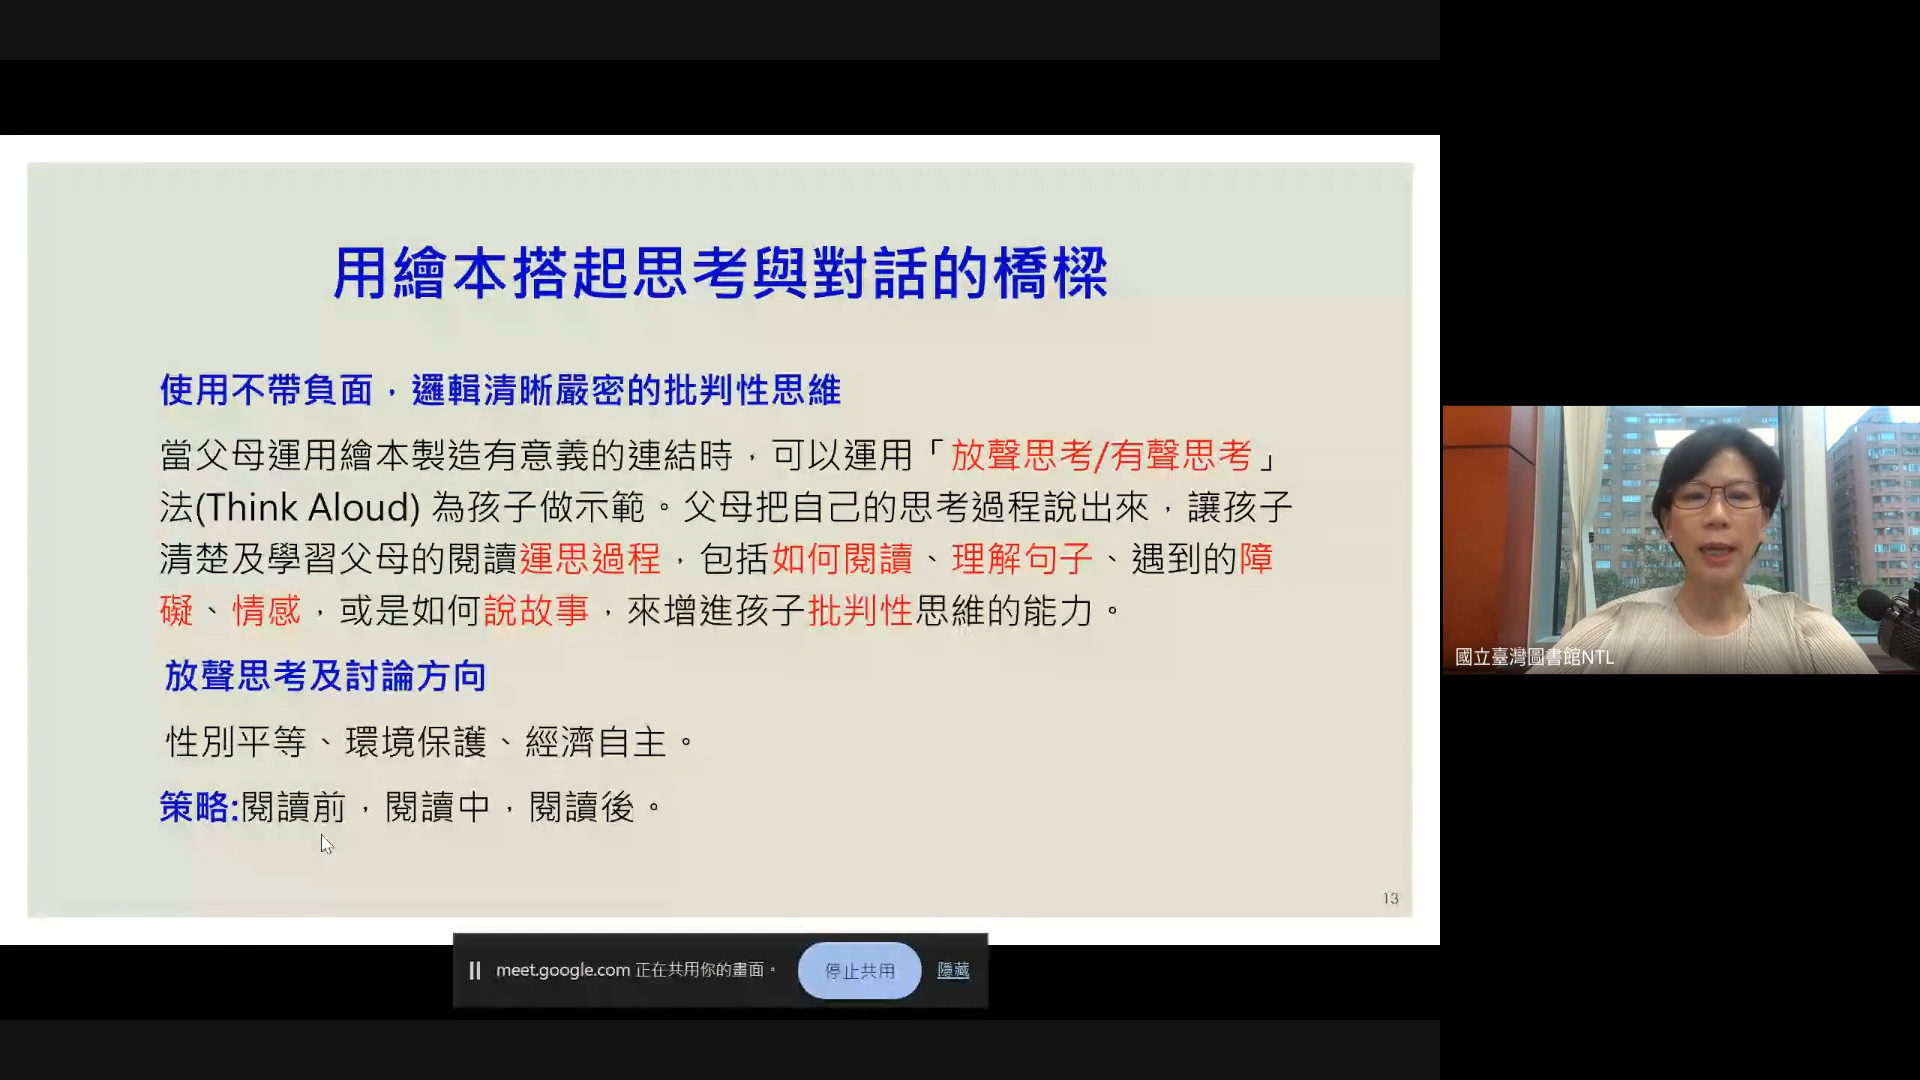 用繪本搭起思考與對話的橋樑
使用不帶負面，邏輯清晰嚴密的批判性思維
當父母運用繪本製造有意義的連結時，可以運用「放聲思考/有聲思考」
法(Think Aloud) 為孩子做示範。父母把自己的思考過程說出來，讓孩子
清楚及學習父母的閱讀運思過程，包括如何閱讀、理解句子、遇到的障
礙、情感，或是如何說故事，來增進孩子批判性思維的能力。
放聲思考及討論方向
性別平等、環境保護、經濟自主。
策略:閱讀前，閱讀中，閱讀後。
13
國立臺灣圖書館NTL
meet.google.com 正在共用你的畫面。
停止共用
隱藏